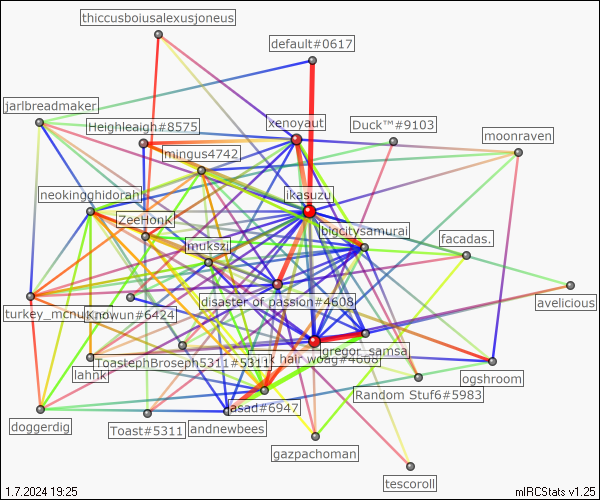 thiccusboiusalexusjoneus
default#0617
jarlbreadmaker
xenoyaut
Duck™#9103
Heighleaigh#8575
moonraven
mingus4742
neokingghidorah
ikasuzu
ZeeHonK
bigcitysamurai
mukszi
facadas.
disaster of passion#4608
avelicious
turkey_mcnu
Knowun#6424
gregor_samsa
hair
ToastephBroseph5311#5311
lahnk
ogshroom
Random Stuf6#5983
asad#6947
doggerdig
Toast#5311
andnewbees
gazpachoman
tescoroll
1.7.2024 19:25
mIRCStats v1.25